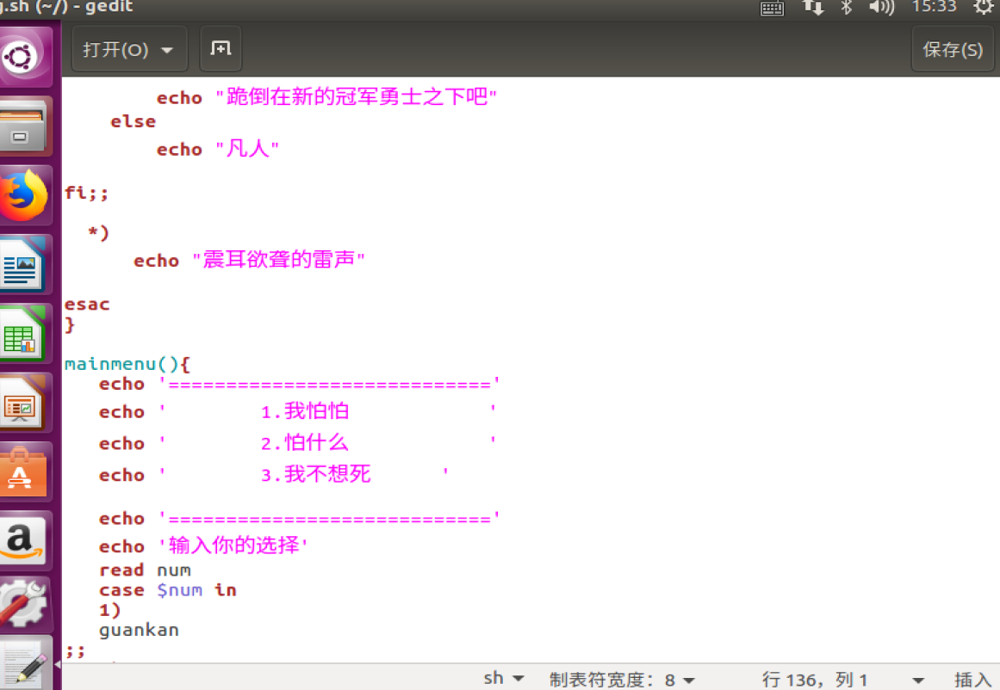 g.sh (~/) - gedit
15:33
打开(O)
保存(S)
echo "跪倒在新的冠军勇士之下吧"
else
echo "凡人"
fi;;
*)
echo "震耳欲聋的雷声"
esac
}
mainmenu(){
echo '============================'
echo '        1.我怕怕            '
echo '        2.怕什么            '
echo '        3.我不想死      '
echo '============================'
echo '输入你的选择'
read num
case $num in
1)
guankan
;;
sh
制表符宽度：8
行 136，列 1
插入